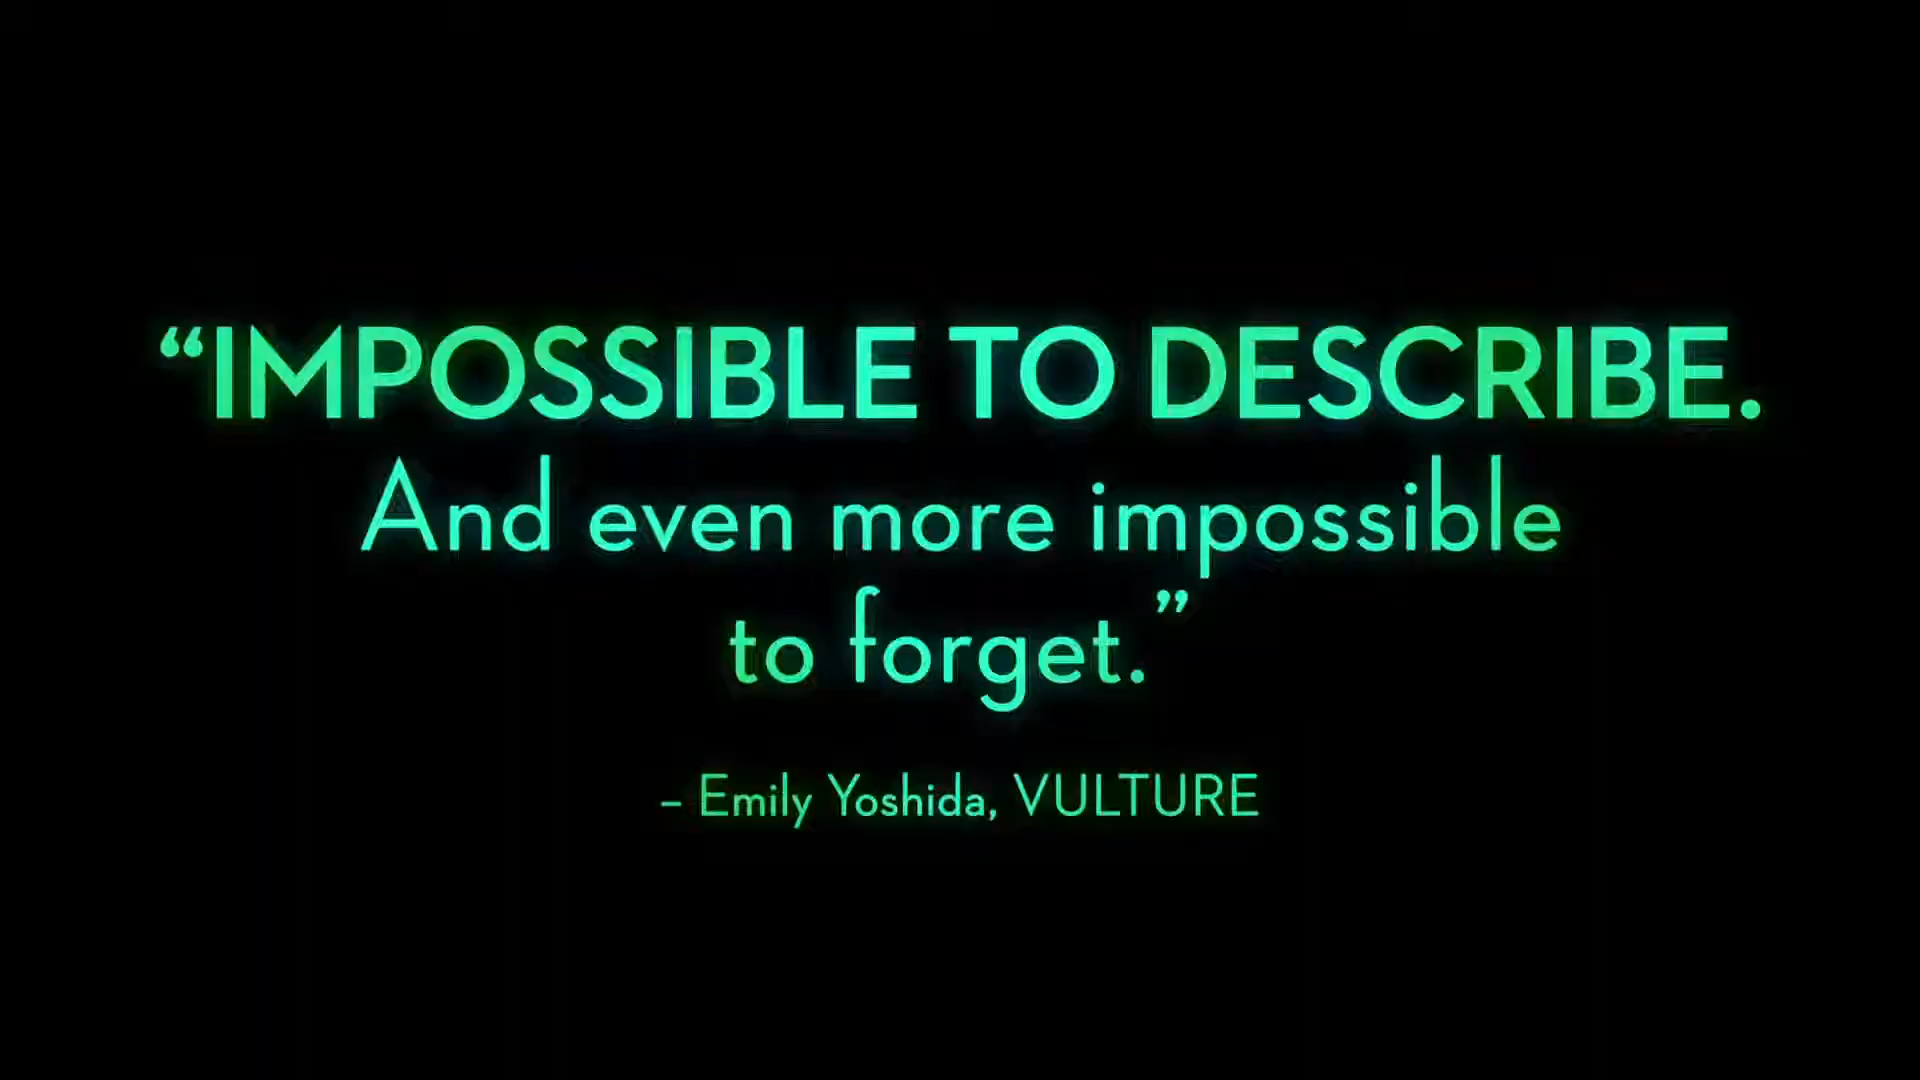 “IMPOSSIBLE TO DESCRIBE.
And even more impossible
to forget.”
– Emily Yoshida, VULTURE